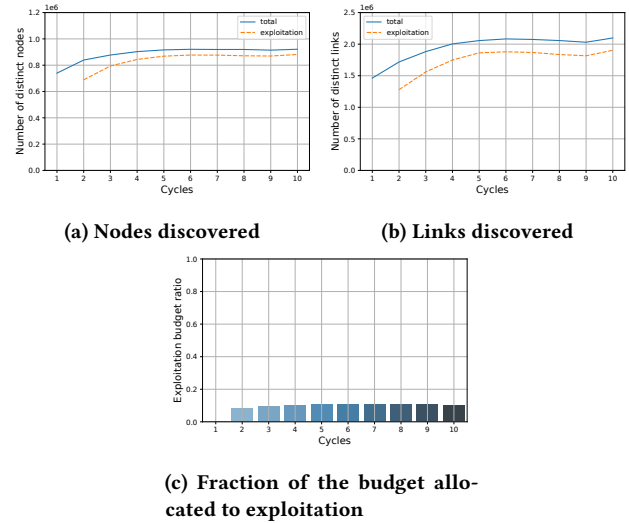 1e6
1.2
1.0
0.8
0.6
0.4
0.2
0.0
Number of distinct nodes
total
exploitation
1 2 3 4 5 6 7 8 9 10
Cycles
(a) Nodes discovered
1e6
2.5
2.0
1.5
1.0
0.5
0.0
Number of distinct links
total
exploitation
1 2 3 4 5 6 7 8 9 10
Cycles
(b) Links discovered
1.0
0.8
0.6
0.4
0.2
0.0
Exploitation budget ratio
1 2 3 4 5 6 7 8 9 10
Cycles
(c) Fraction of the budget allo-
cated to exploitation